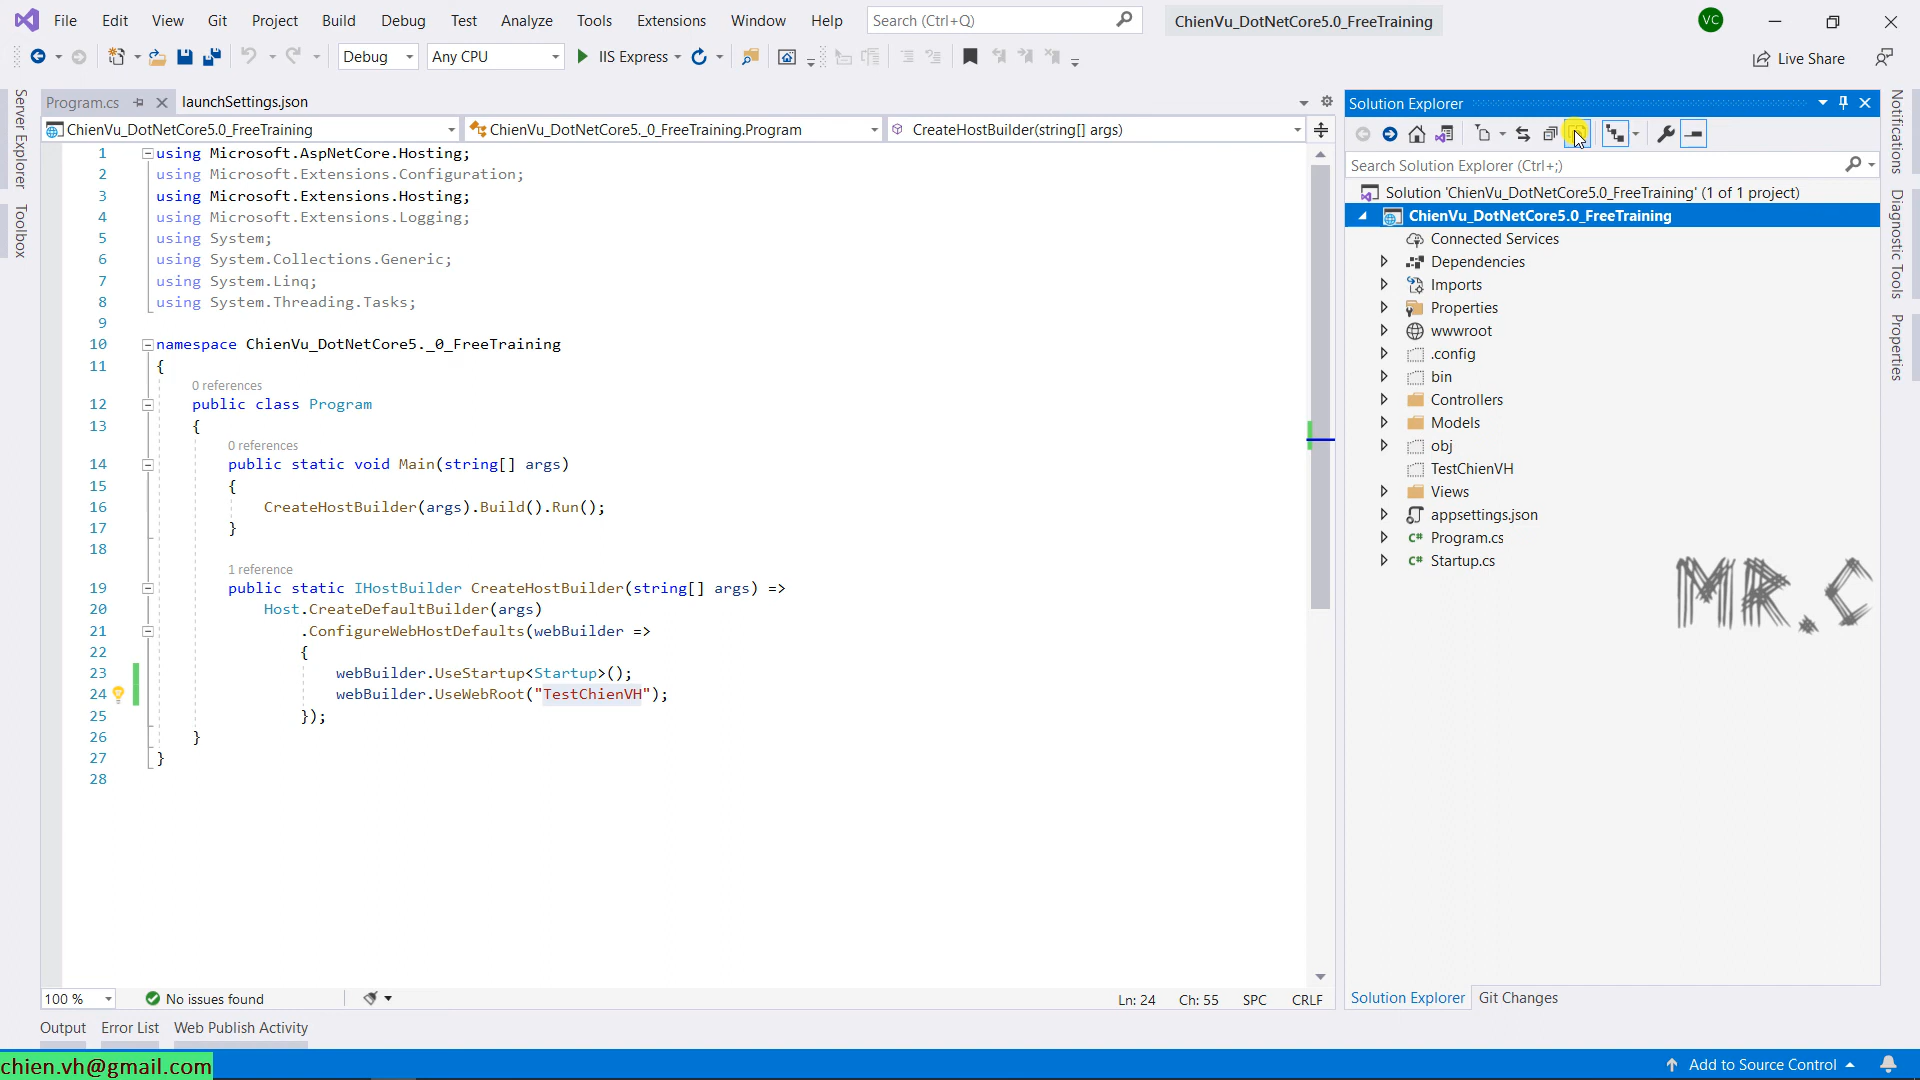 File Edit View Git Project Build Debug Test Analyze Tools Extensions Window Help Search (Ctrl+Q) ChienVu_DotNetCore5.0_FreeTraining VC
Debug Any CPU IIS Express Live Share
Program.cs launchSettings.json
ChienVu_DotNetCore5.0_FreeTraining ChienVu_DotNetCore5._0_FreeTraining.Program CreateHostBuilder(string[] args)
Server Explorer
Toolbox
1 using Microsoft.AspNetCore.Hosting;
2 using Microsoft.Extensions.Configuration;
3 using Microsoft.Extensions.Hosting;
4 using Microsoft.Extensions.Logging;
5 using System;
6 using System.Collections.Generic;
7 using System.Linq;
8 using System.Threading.Tasks;
9
10 namespace ChienVu_DotNetCore5._0_FreeTraining
11 {
0 references
12 public class Program
13 {
0 references
14 public static void Main(string[] args)
15 {
16 CreateHostBuilder(args).Build().Run();
17 }
18
1 reference
19 public static IHostBuilder CreateHostBuilder(string[] args) =>
20 Host.CreateDefaultBuilder(args)
21 .ConfigureWebHostDefaults(webBuilder =>
22 {
23 webBuilder.UseStartup<Startup>();
24 webBuilder.UseWebRoot("TestChienVH");
25 });
26 }
27 }
28
100 % No issues found Ln: 24 Ch: 55 SPC CRLF
Output Error List Web Publish Activity
Solution Explorer
Search Solution Explorer (Ctrl+;)
Solution 'ChienVu_DotNetCore5.0_FreeTraining' (1 of 1 project)
ChienVu_DotNetCore5.0_FreeTraining
Connected Services
Dependencies
Imports
Properties
wwwroot
.config
bin
Controllers
Models
obj
TestChienVH
Views
appsettings.json
C# Program.cs
C# Startup.cs
MR.C
Solution Explorer Git Changes
Notifications
Diagnostic Tools
Properties
chien.vh@gmail.com
Add to Source Control